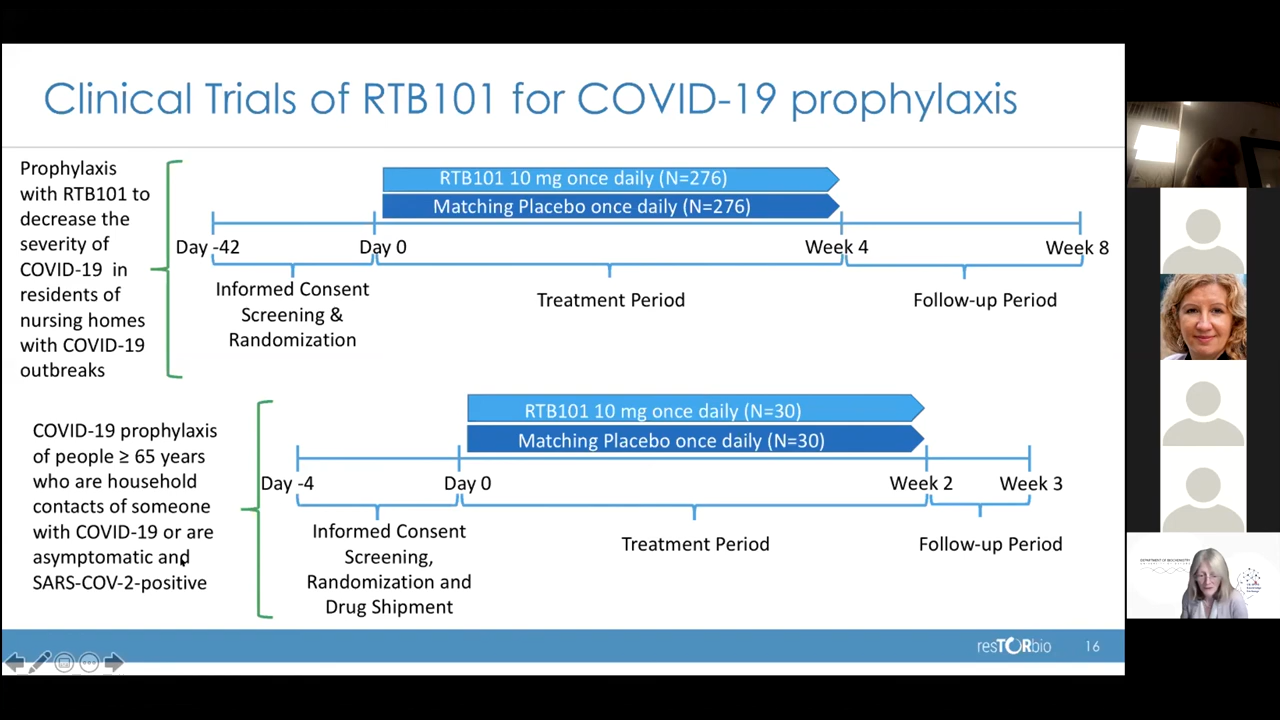 Clinical Trials of RTB101 for COVID-19 prophylaxis
Prophylaxis
with RTB101 to
decrease the
severity of
COVID-19 in
residents of
nursing homes
with COVID-19
outbreaks
RTB101 10 mg once daily (N=276)
Matching Placebo once daily (N=276)
Day -42
Day 0
Week 4
Week 8
Informed Consent
Screening &
Randomization
Treatment Period
Follow-up Period
COVID-19 prophylaxis
of people ≥ 65 years
who are household
contacts of someone
with COVID-19 or are
asymptomatic and
SARS-COV-2-positive
RTB101 10 mg once daily (N=30)
Matching Placebo once daily (N=30)
Day -4
Day 0
Week 2
Week 3
Informed Consent
Screening,
Randomization and
Drug Shipment
Treatment Period
Follow-up Period
resTORbio
16
DEPARTMENT OF BIOCHEMISTRY